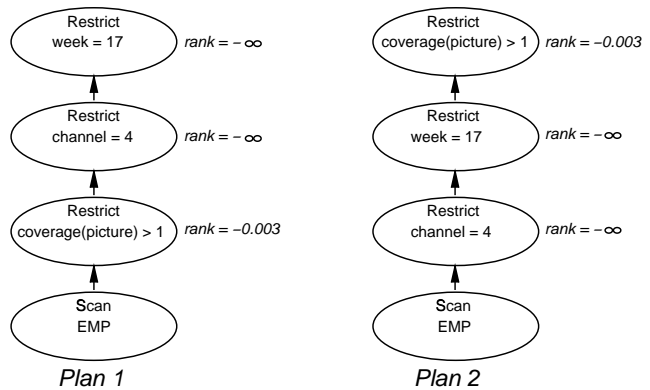 Restrict
week = 17
rank = − ∞
Restrict
channel = 4
rank = − ∞
Restrict
coverage(picture) > 1
rank = −0.003
Scan
EMP
Plan 1
Restrict
coverage(picture) > 1
rank = −0.003
Restrict
week = 17
rank = − ∞
Restrict
channel = 4
rank = − ∞
Scan
EMP
Plan 2